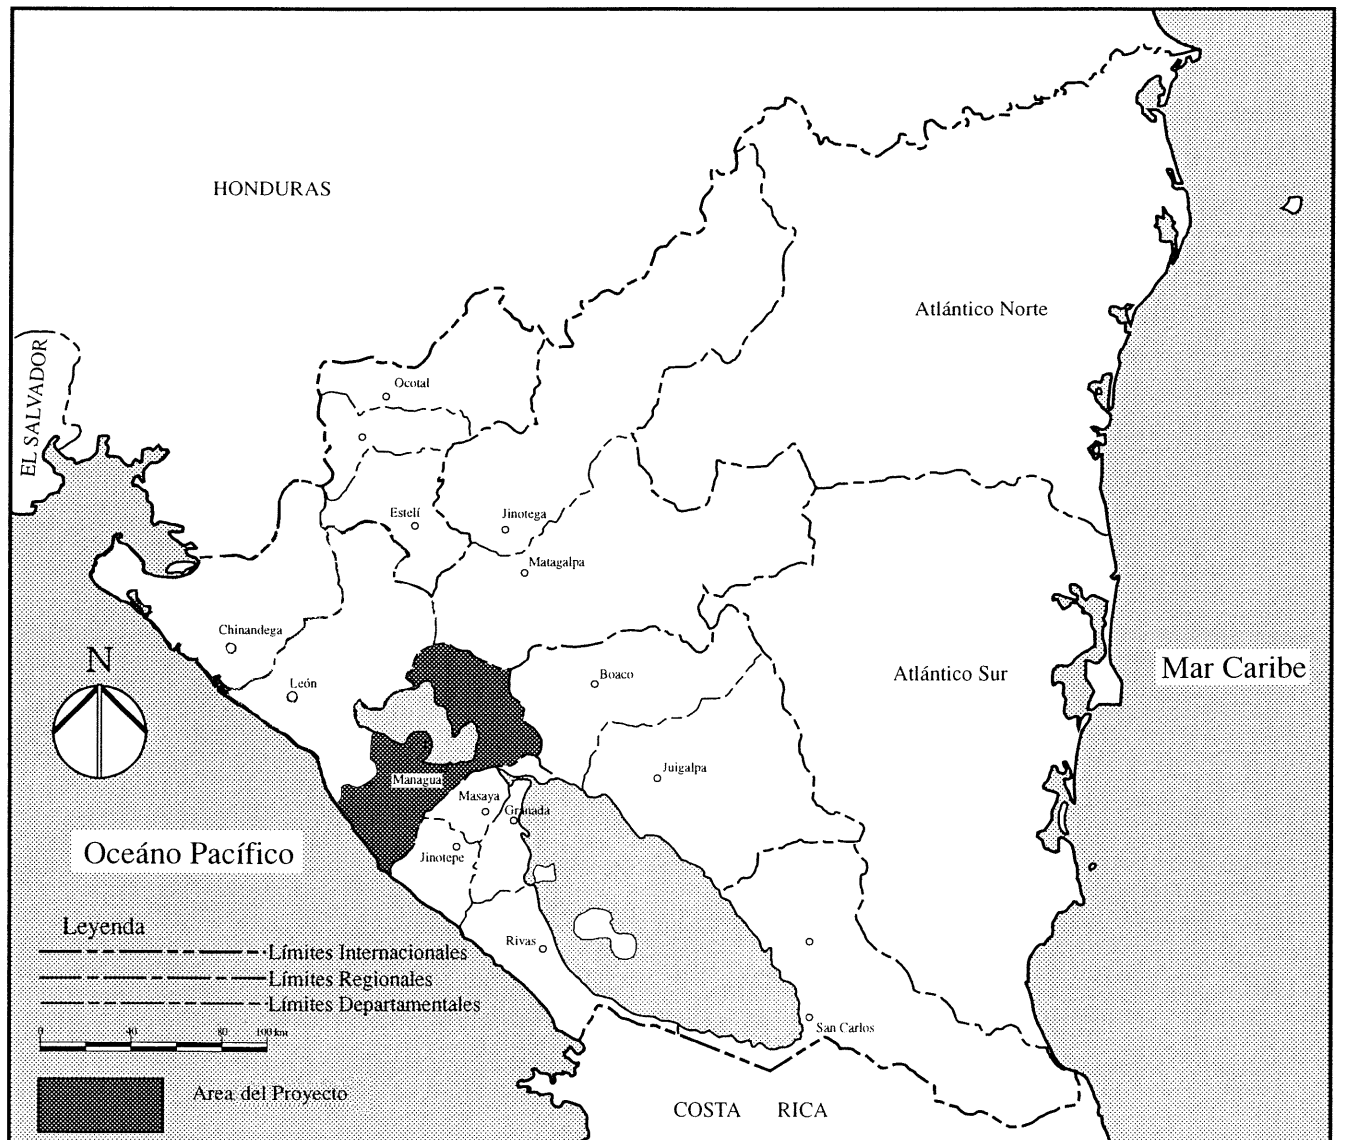 HONDURAS
Atlántico Norte
EL SALVADOR
Ocotal
Estelí
Jinotega
Matagalpa
Chinandega
N
León
Boaco
Atlántico Sur
Mar Caribe
Managua
Juigalpa
Masaya
Granada
Jinotepe
Oceáno Pacífico
Leyenda
Rivas
Límites Internacionales
Límites Regionales
Límites Departamentales
San Carlos
0 40 80 100 km
Area del Proyecto
COSTA RICA